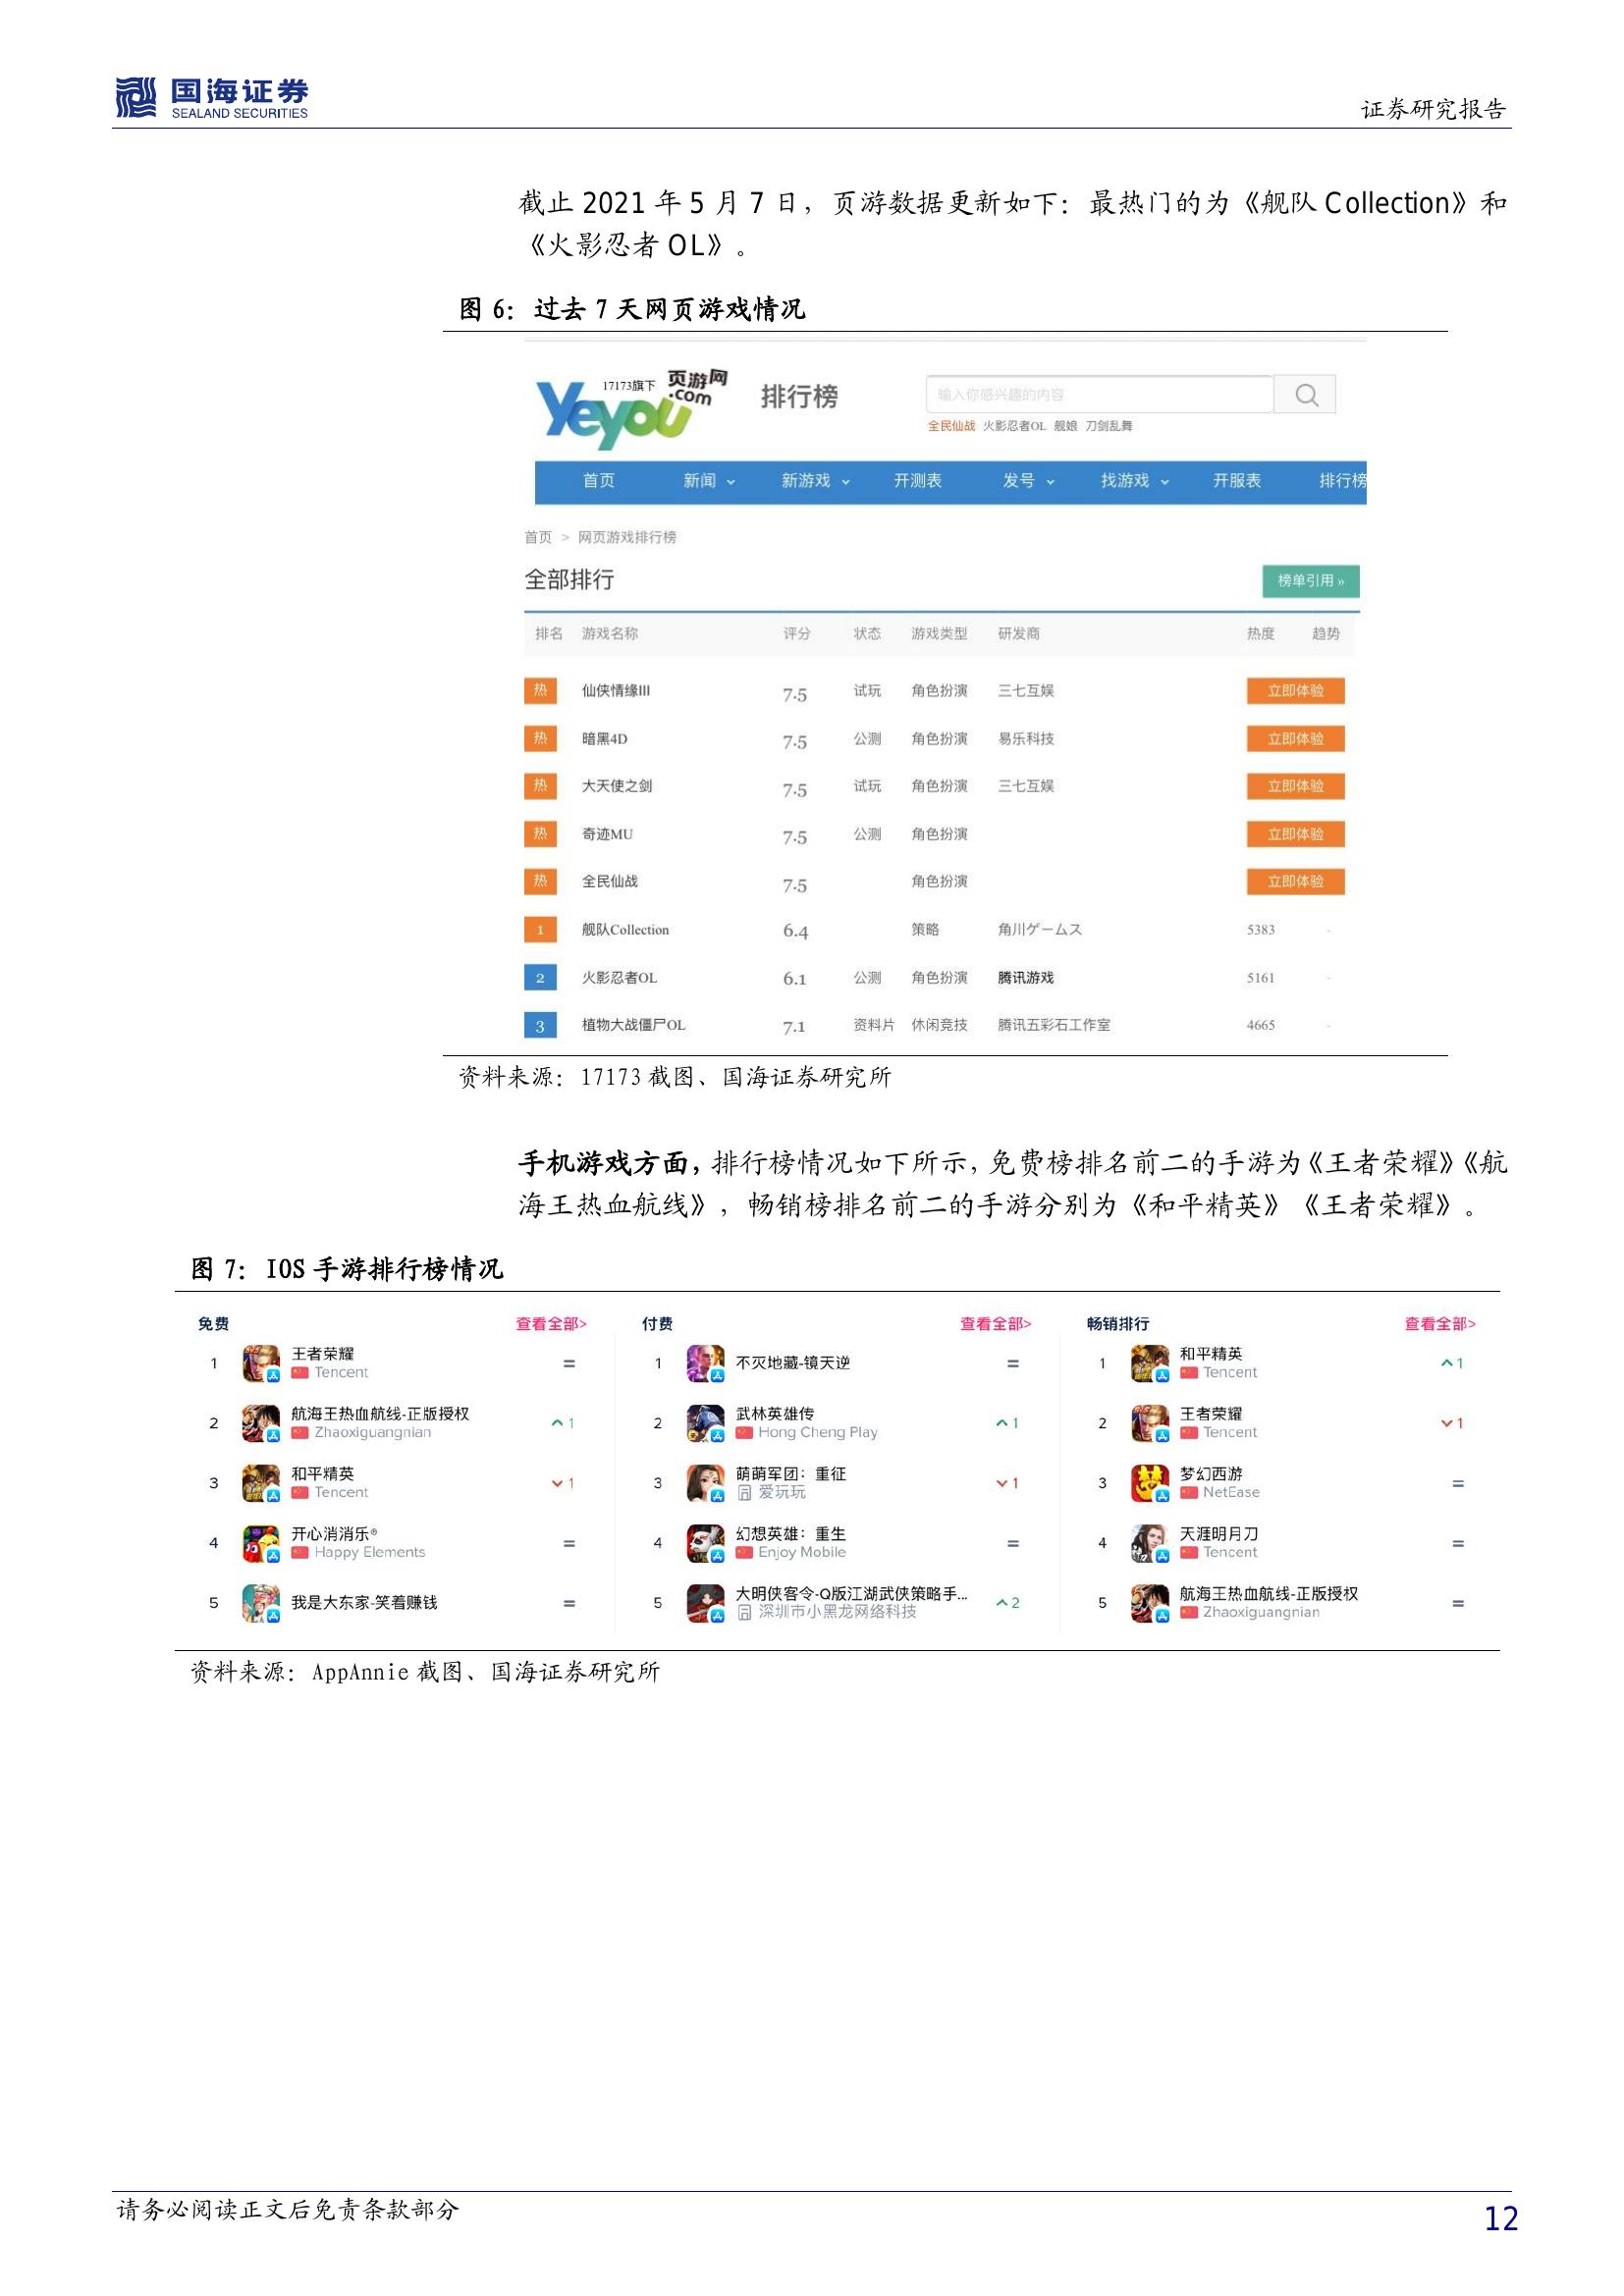 国海证券
SEALAND SECURITIES
证券研究报告
截止 2021 年 5 月 7 日，页游数据更新如下：最热门的为《舰队 Collection》和
《火影忍者 OL》。
图 6：过去 7 天网页游戏情况
17173旗下 页游网
Yeyou .com
排行榜
输入你感兴趣的内容
全民仙战 火影忍者OL 舰娘 刀剑乱舞
首页 新闻 新游戏 开测表 发号 找游戏 开服表 排行榜
首页 > 网页游戏排行榜
全部排行 榜单引用 »
排名 游戏名称 评分 状态 游戏类型 研发商 热度 趋势
热 仙侠情缘III 7.5 试玩 角色扮演 三七互娱 立即体验
热 暗黑4D 7.5 公测 角色扮演 易乐科技 立即体验
热 大天使之剑 7.5 试玩 角色扮演 三七互娱 立即体验
热 奇迹MU 7.5 公测 角色扮演 立即体验
热 全民仙战 7.5 角色扮演 立即体验
1 舰队Collection 6.4 策略 角川ゲームス 5383 -
2 火影忍者OL 6.1 公测 角色扮演 腾讯游戏 5161 -
3 植物大战僵尸OL 7.1 资料片 休闲竞技 腾讯五彩石工作室 4665 -
资料来源：17173 截图、国海证券研究所
手机游戏方面，排行榜情况如下所示，免费榜排名前二的手游为《王者荣耀》《航
海王热血航线》，畅销榜排名前二的手游分别为《和平精英》《王者荣耀》。
图 7：IOS 手游排行榜情况
免费 查看全部>
1 王者荣耀 =
Tencent
2 航海王热血航线-正版授权 1
Zhaoxiguangnian
3 和平精英 1
Tencent
4 开心消消乐® =
Happy Elements
5 我是大东家-笑着赚钱 =
付费 查看全部>
1 不灭地藏-镜天逆 =
2 武林英雄传 1
Hong Cheng Play
3 萌萌军团：重征 1
爱玩玩
4 幻想英雄：重生 =
Enjoy Mobile
5 大明侠客令-Q版江湖武侠策略手... 2
深圳市小黑龙网络科技
畅销排行 查看全部>
1 和平精英 1
Tencent
2 王者荣耀 1
Tencent
3 梦幻西游 =
NetEase
4 天涯明月刀 =
Tencent
5 航海王热血航线-正版授权 =
Zhaoxiguangnian
资料来源：AppAnnie 截图、国海证券研究所
请务必阅读正文后免责条款部分
12